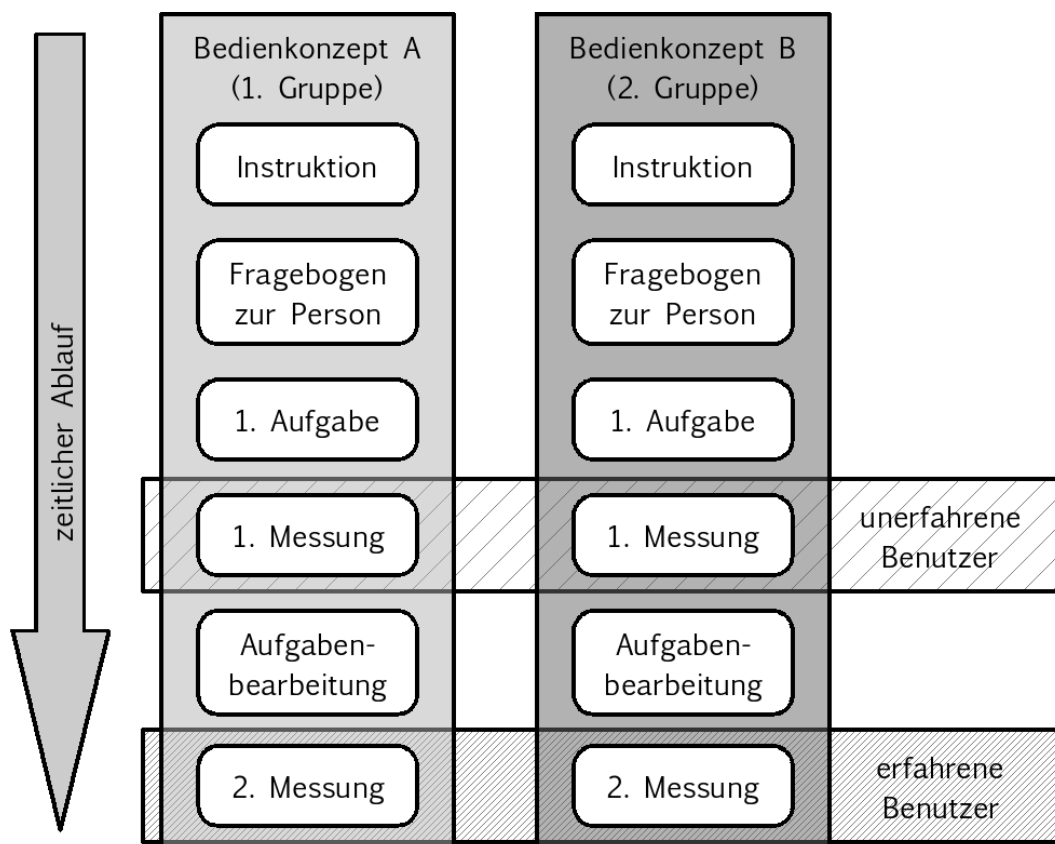 zeitlicher Ablauf
Bedienkonzept A
(1. Gruppe)
Instruktion
Fragebogen
zur Person
1. Aufgabe
1. Messung
Aufgaben-
bearbeitung
2. Messung
Bedienkonzept B
(2. Gruppe)
Instruktion
Fragebogen
zur Person
1. Aufgabe
1. Messung
Aufgaben-
bearbeitung
2. Messung
unerfahrene
Benutzer
erfahrene
Benutzer